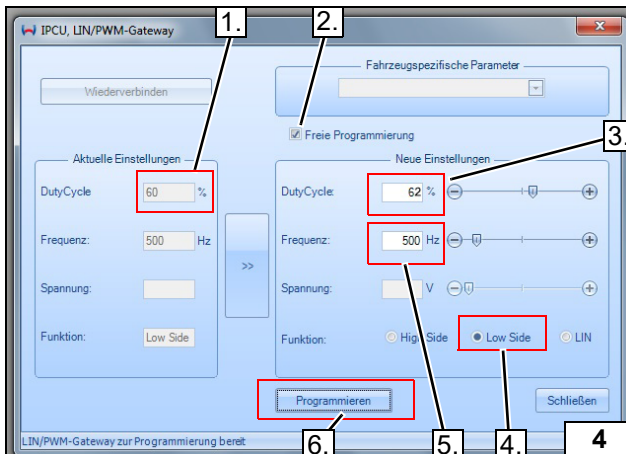 IPCU, LIN/PWM-Gateway
1.
2.
Wiederverbinden
Fahrzeugspezifische Parameter
Freie Programmierung
3.
Aktuelle Einstellungen
DutyCycle 60 %
Frequenz: 500 Hz
Spannung:
Funktion: Low Side
>>
Neue Einstellungen
DutyCycle: 62 %
Frequenz: 500 Hz
Spannung: V
Funktion: High Side Low Side LIN
Programmieren
Schließen
LIN/PWM-Gateway zur Programmierung bereit
6.
5.
4.
4